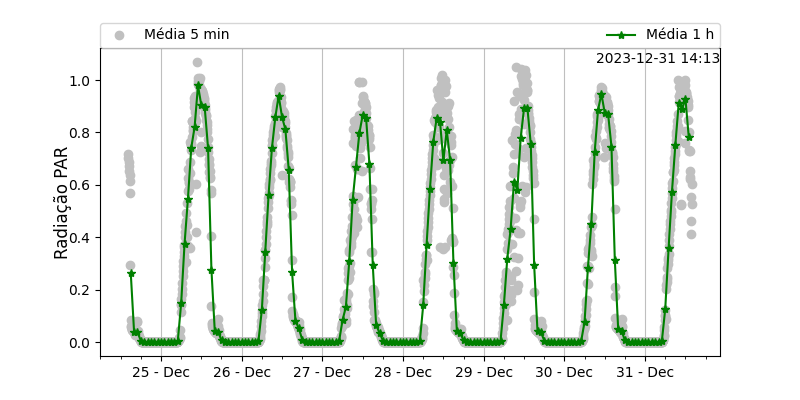 Média 5 min
Média 1 h
2023-12-31 14:13
Radiação PAR
1.0
0.8
0.6
0.4
0.2
0.0
25 - Dec
26 - Dec
27 - Dec
28 - Dec
29 - Dec
30 - Dec
31 - Dec